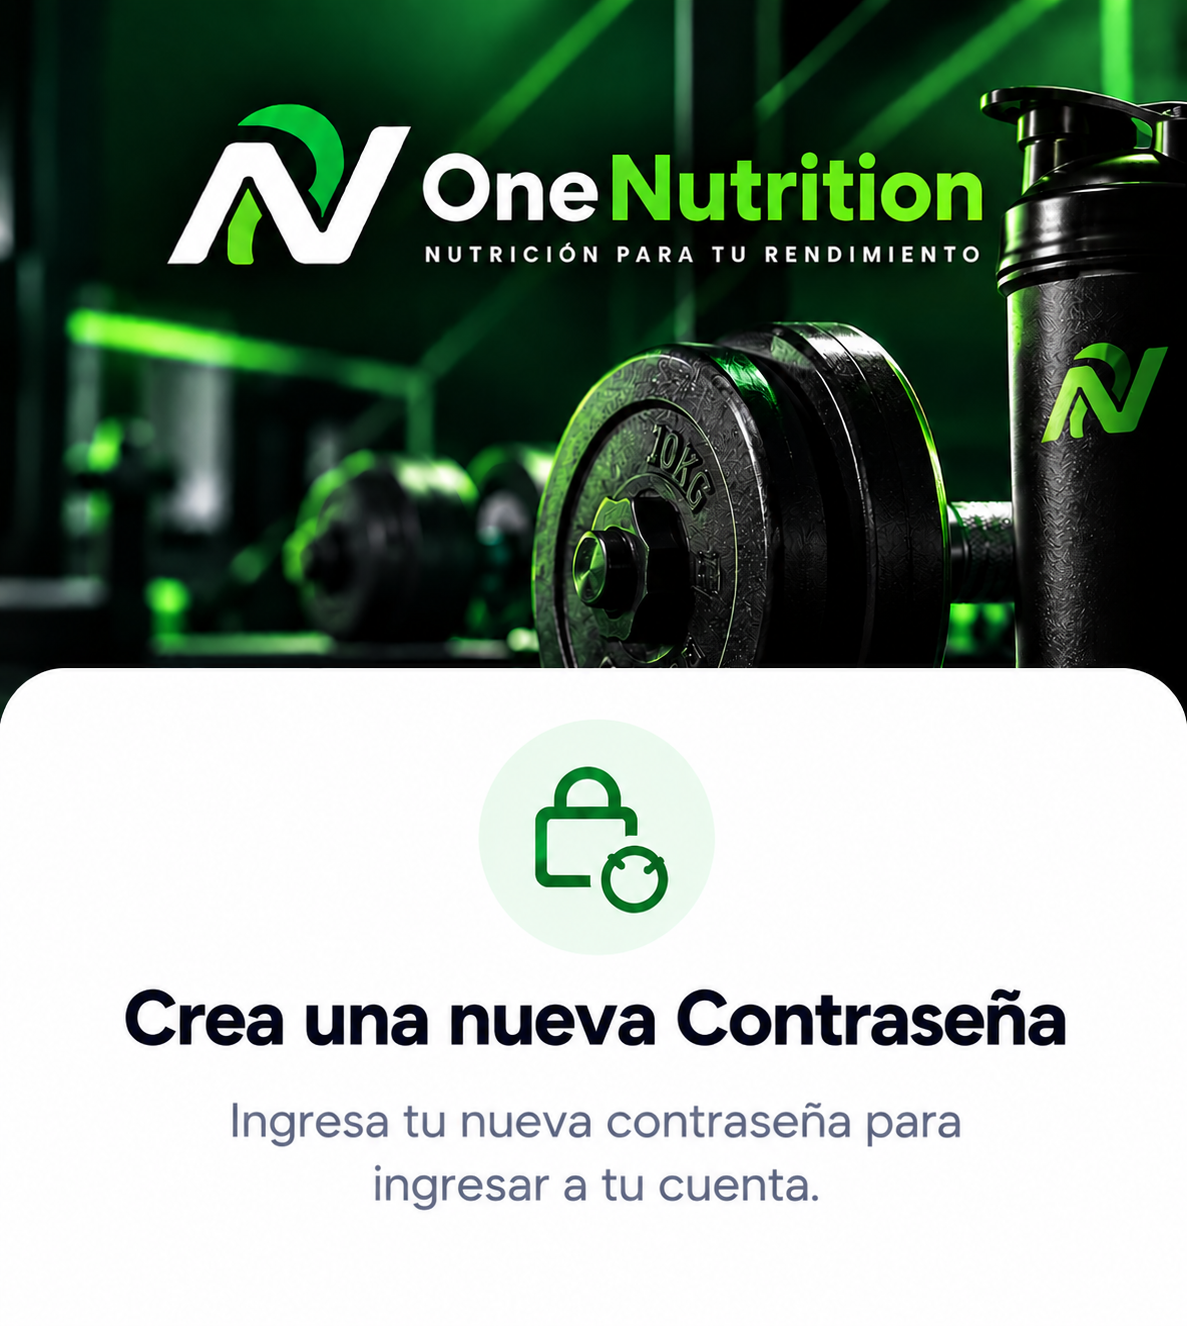 One Nutrition
NUTRICIÓN PARA TU RENDIMIENTO
10KG
Crea una nueva Contraseña
Ingresa tu nueva contraseña para
ingresar a tu cuenta.